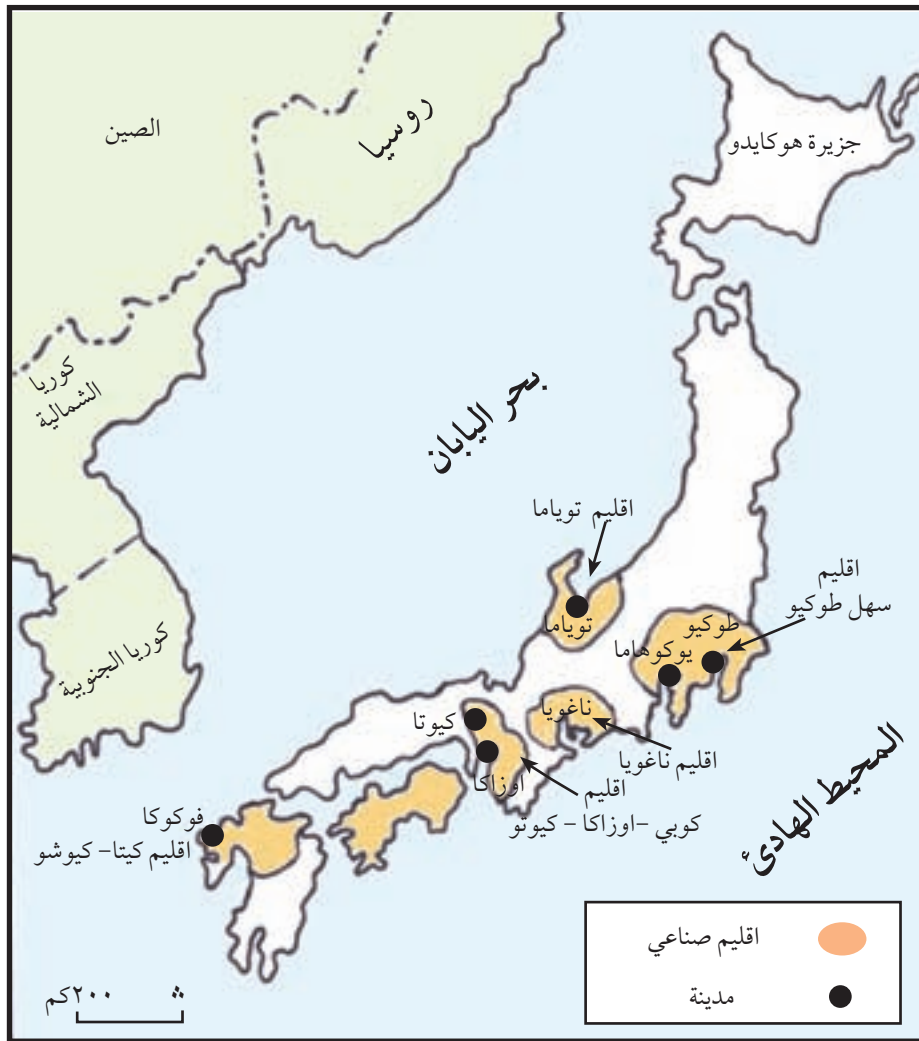 جزيرة هوكايدو
روسيا
الصين
كوريا
الشمالية
بحر اليابان
اقليم توياما
توياما
اقليم
سهل طوكيو
طوكيو
يوكوهاما
كوريا الجنوبية
ناغويا
اقليم ناغويا
كيوتا
اوزاكا
اقليم
كوبي - اوزاكا - كيوتو
المحيط الهادئ
فوكوكا
اقليم كيتا - كيوشو
اقليم صناعي
مدينة
٢٠٠كم